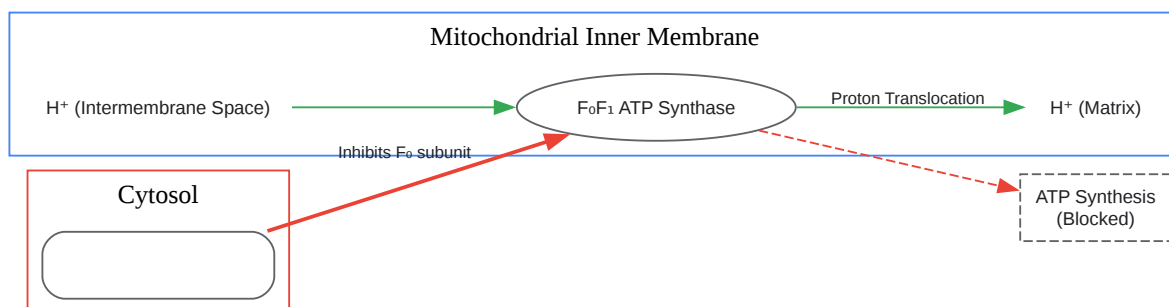 Mitochondrial Inner Membrane
H⁺ (Intermembrane Space)
F₀F₁ ATP Synthase
Proton Translocation
H⁺ (Matrix)
Inhibits F₀ subunit
Cytosol
ATP Synthesis
(Blocked)